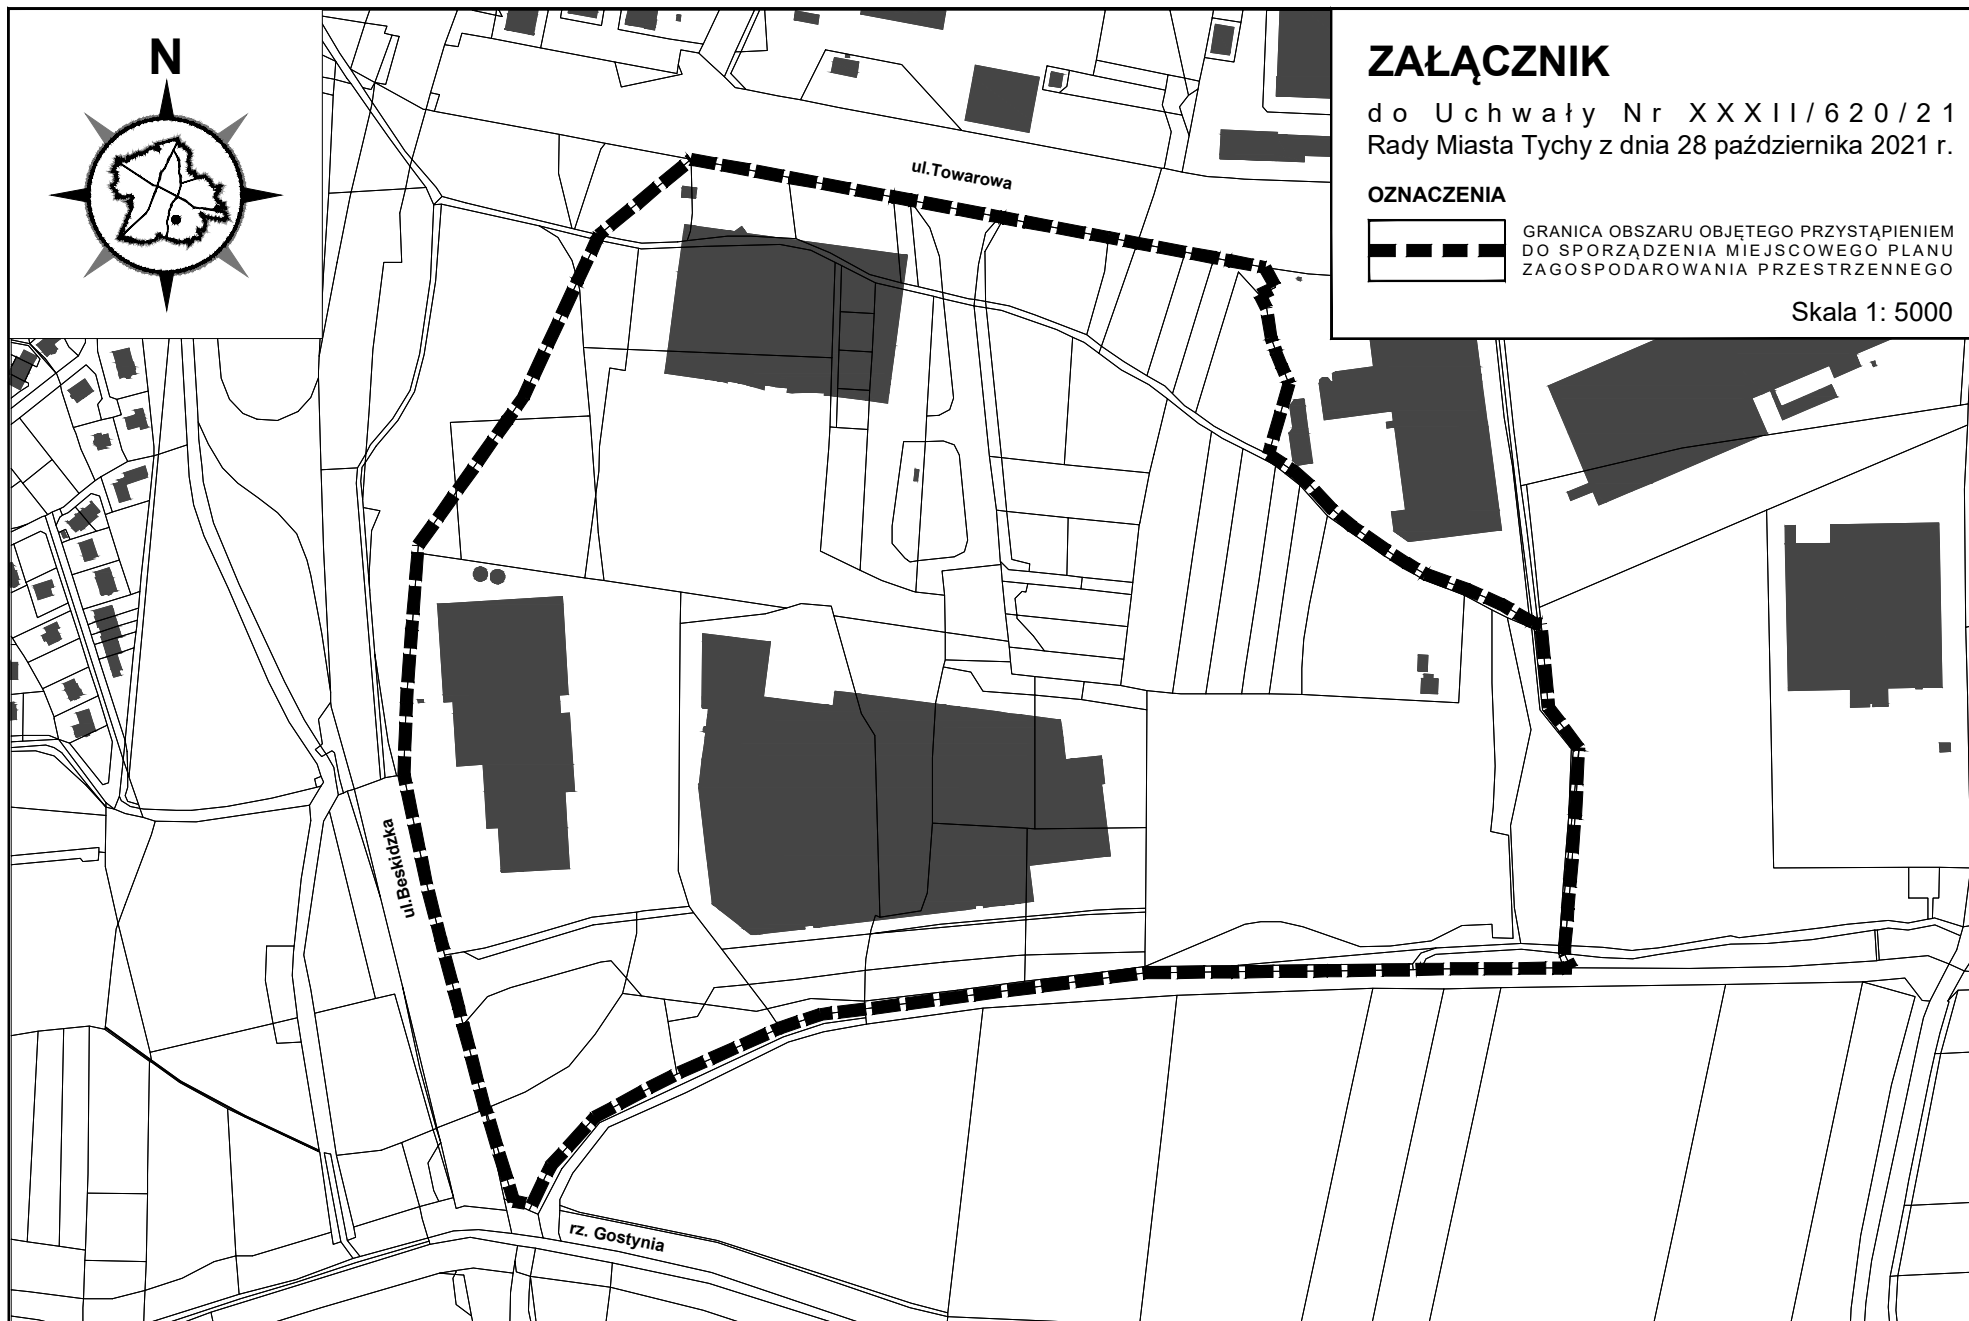 N
ZAŁĄCZNIK
do Uchwały Nr XXXII/620/21
Rady Miasta Tychy z dnia 28 października 2021 r.
OZNACZENIA
GRANICA OBSZARU OBJĘTEGO PRZYSTĄPIENIEM
DO SPORZĄDZENIA MIEJSCOWEGO PLANU
ZAGOSPODAROWANIA PRZESTRZENNEGO
Skala 1: 5000
ul.Towarowa
ul.Beskidzka
rz. Gostynia